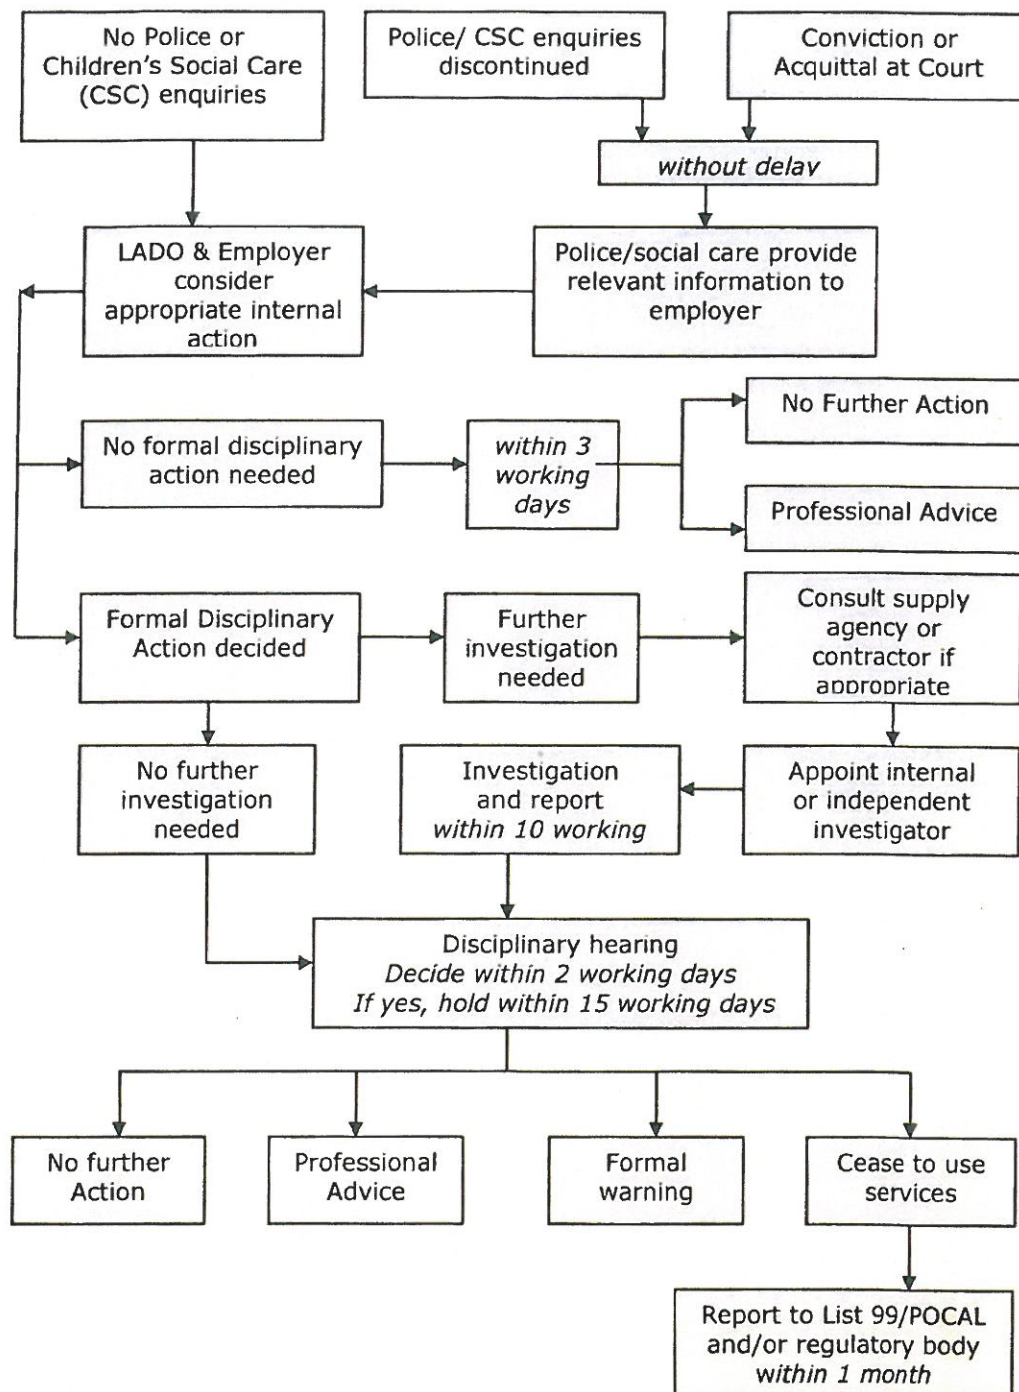 No Police or
Children's Social Care
(CSC) enquiries
Police/ CSC enquiries
discontinued
Conviction or
Acquittal at Court
without delay
LADO & Employer
consider
appropriate internal
action
Police/social care provide
relevant information to
employer
No Further Action
No formal disciplinary
action needed
within 3
working
days
Professional Advice
Formal Disciplinary
Action decided
Further
investigation
needed
Consult supply
agency or
contractor if
appropriate
No further
investigation
needed
Investigation
and report
within 10 working
Appoint internal
or independent
investigator
Disciplinary hearing
Decide within 2 working days
If yes, hold within 15 working days
No further
Action
Professional
Advice
Formal
warning
Cease to use
services
Report to List 99/POCAL
and/or regulatory body
within 1 month